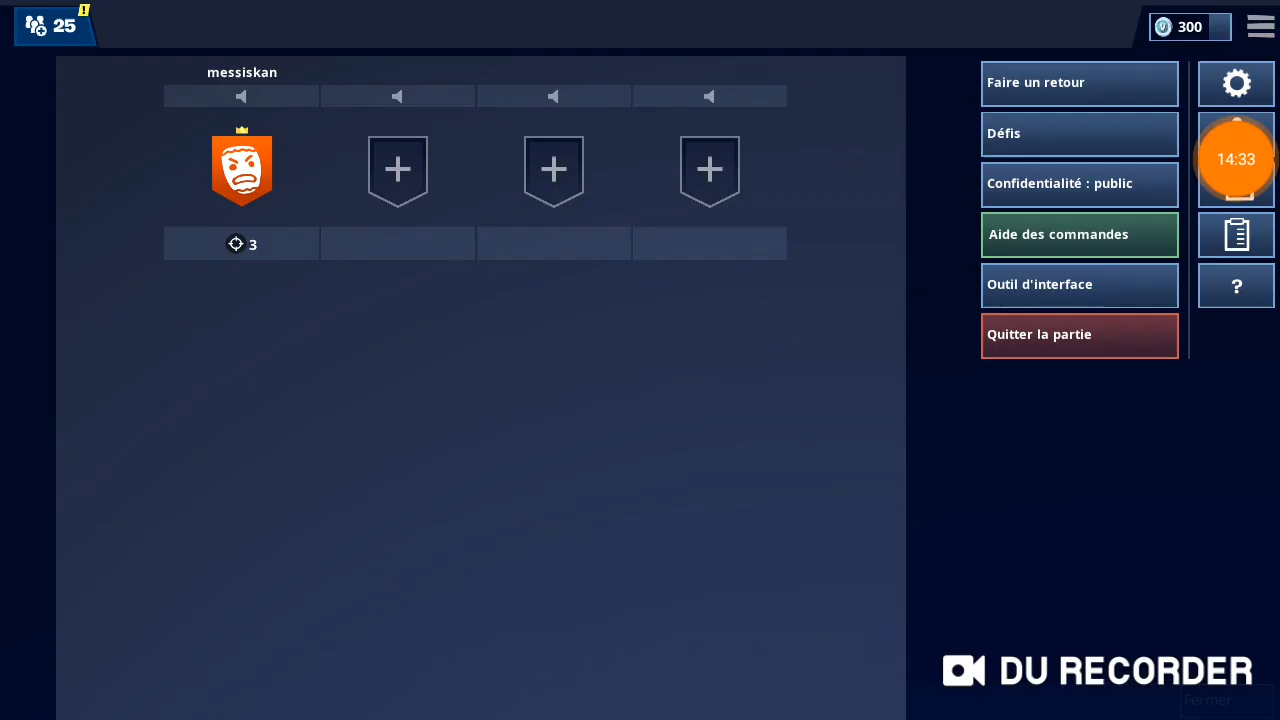 25
!
300
messiskan
Faire un retour
Défis
14:33
Confidentialité : public
Aide des commandes
3
Outil d'interface
?
Quitter la partie
DU RECORDER
Fermer